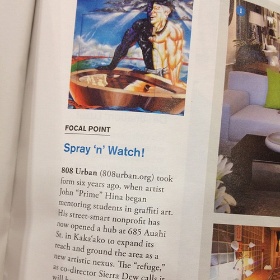 FOCAL POINT
Spray ‘n’ Watch!
808 Urban (808urban.org) took
form six years ago, when artist
John “Prime” Hina began
mentoring students in graffiti art.
His street-smart nonprofit has
now opened a hub at 685 Auahi
St. in Kaka‘ako to expand its
reach and ground the area as a
new artistic nexus. The “refuge,”
as co-director Sierra Dew calls it